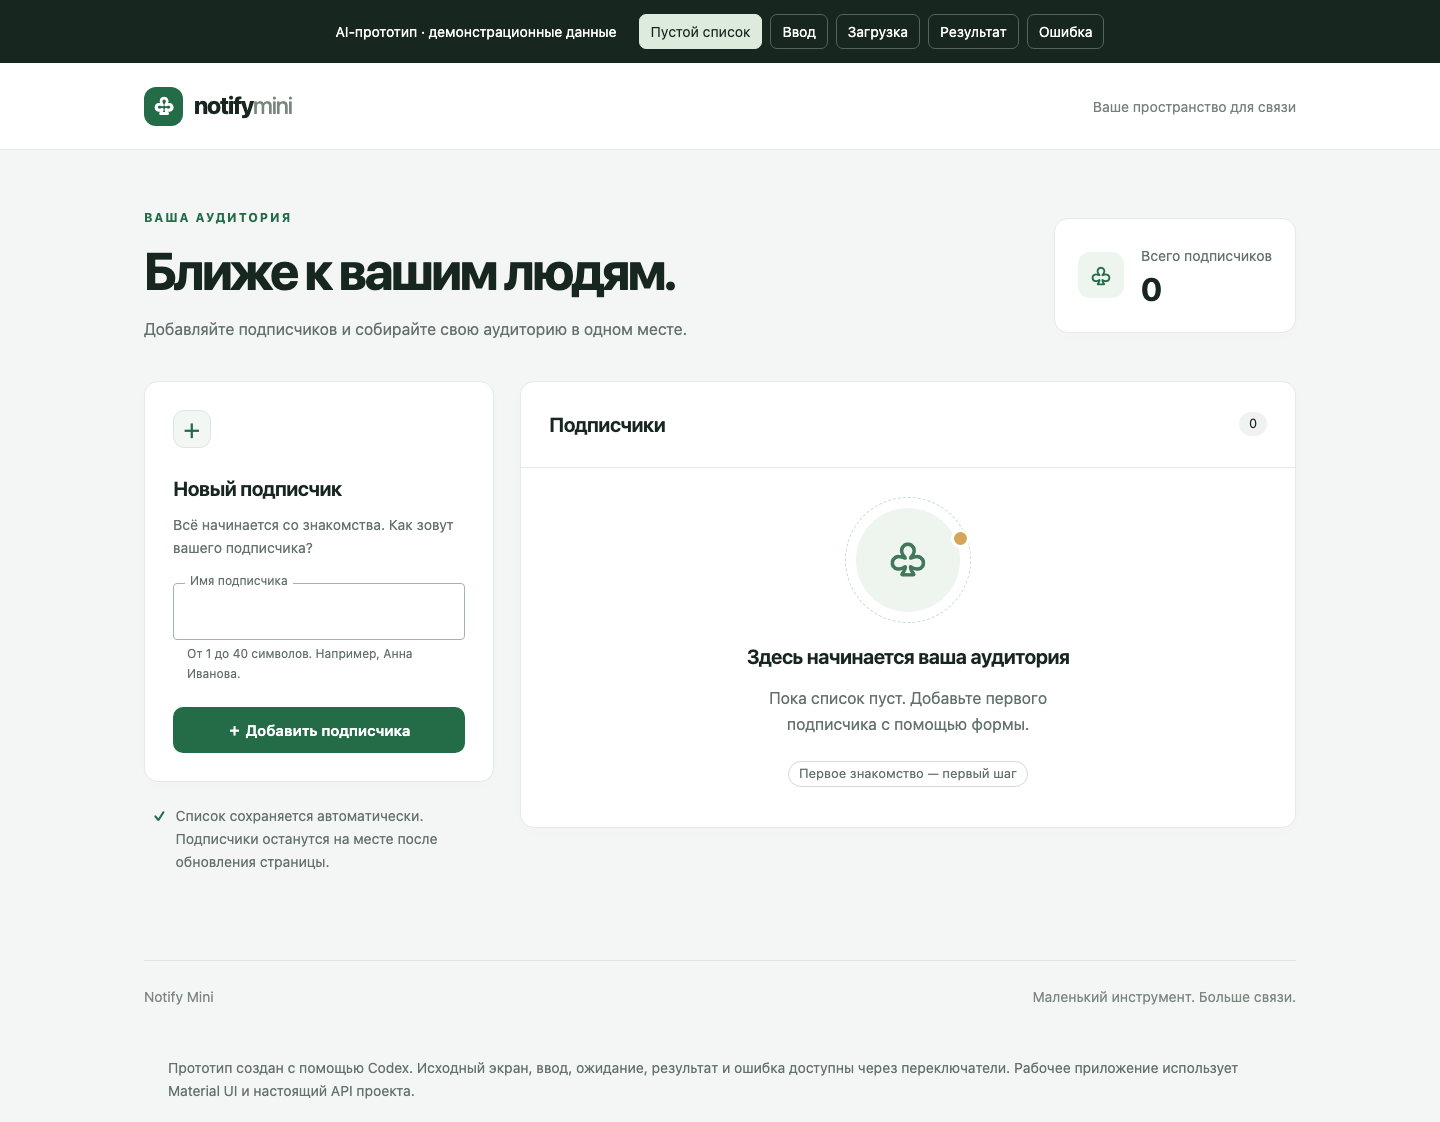 AI-прототип · демонстрационные данные
Пустой список
Ввод
Загрузка
Результат
Ошибка
notifymini
Ваше пространство для связи
ВАША АУДИТОРИЯ
Ближе к вашим людям.
Добавляйте подписчиков и собирайте свою аудиторию в одном месте.
Всего подписчиков
0
Новый подписчик
Всё начинается со знакомства. Как зовут
вашего подписчика?
Имя подписчика
От 1 до 40 символов. Например, Анна
Иванова.
+ Добавить подписчика
Список сохраняется автоматически.
Подписчики останутся на месте после
обновления страницы.
Подписчики
0
Здесь начинается ваша аудитория
Пока список пуст. Добавьте первого
подписчика с помощью формы.
Первое знакомство — первый шаг
Notify Mini
Маленький инструмент. Больше связи.
Прототип создан с помощью Codex. Исходный экран, ввод, ожидание, результат и ошибка доступны через переключатели. Рабочее приложение использует
Material UI и настоящий API проекта.